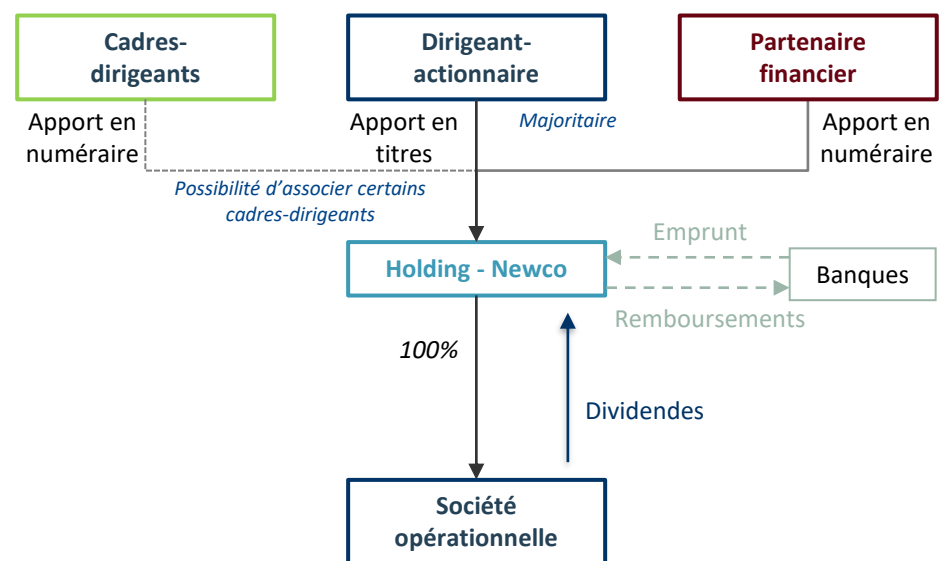 Cadres-
dirigeants
Dirigeant-
actionnaire
Partenaire
financier
Apport en
numéraire
Apport en
titres
Majoritaire
Apport en
numéraire
Possibilité d’associer certains
cadres-dirigeants
Holding - Newco
Emprunt
Banques
Remboursements
100%
Dividendes
Société
opérationnelle